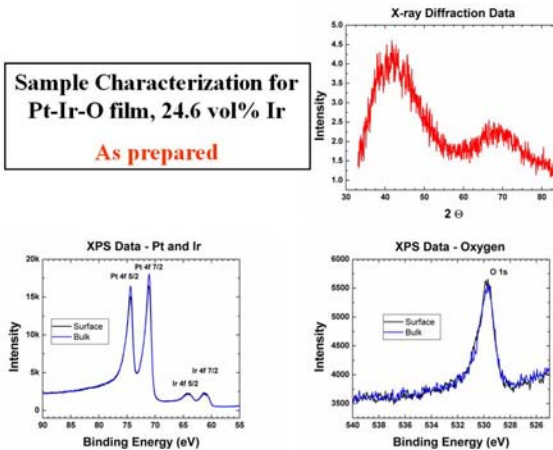 Sample Characterization for
Pt-Ir-O film, 24.6 vol% Ir
As prepared
X-ray Diffraction Data
Intensity
5.0
4.5
4.0
3.5
3.0
2.5
2.0
1.5
1.0
30 40 50 60 70 80
2 Θ
XPS Data - Pt and Ir
Intensity
20k
15k
10k
5k
0
Pt 4f 7/2
Pt 4f 5/2
Surface
Bulk
Ir 4f 7/2
Ir 4f 5/2
90 85 80 75 70 65 60 55
Binding Energy (eV)
XPS Data - Oxygen
Intensity
6000
5500
5000
4500
4000
3500
O 1s
Surface
Bulk
540 538 536 534 532 530 528 526
Binding Energy (eV)